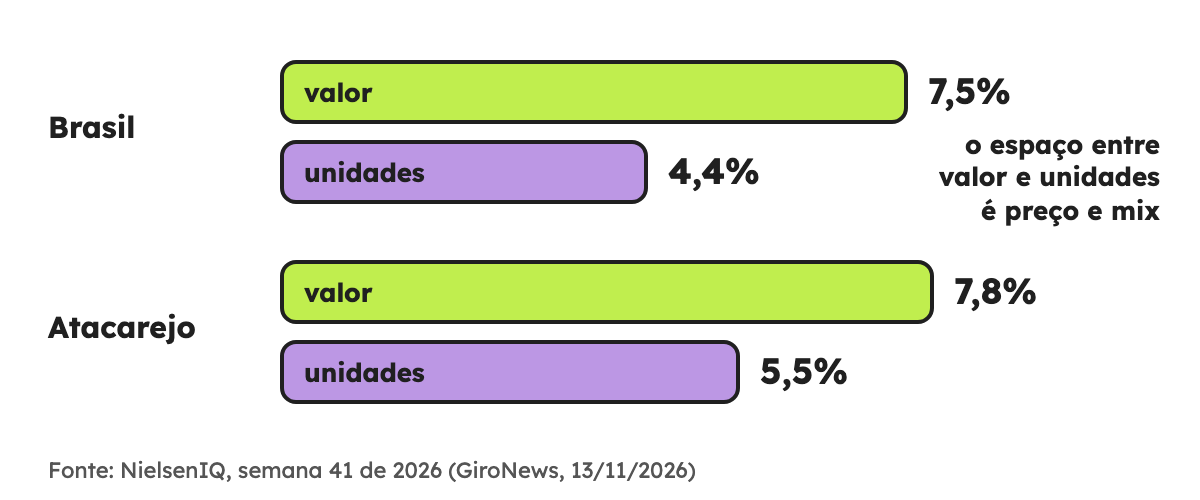 Brasil
valor
7,5%
unidades
4,4%
o espaço entre
valor e unidades
é preço e mix
Atacarejo
valor
7,8%
unidades
5,5%
Fonte: NielsenIQ, semana 41 de 2026 (GiroNews, 13/11/2026)